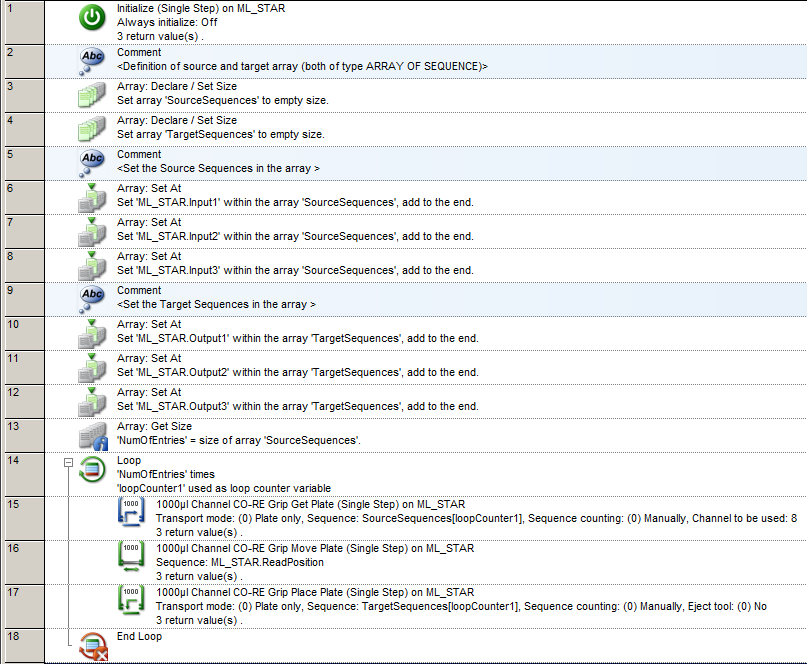 1
Initialize (Single Step) on ML_STAR
Always initialize: Off
3 return value(s) .
2
Abc
Comment
<Definition of source and target array (both of type ARRAY OF SEQUENCE)>
3
Array: Declare / Set Size
Set array 'SourceSequences' to empty size.
4
Array: Declare / Set Size
Set array 'TargetSequences' to empty size.
5
Abc
Comment
<Set the Source Sequences in the array >
6
Array: Set At
Set 'ML_STAR.Input1' within the array 'SourceSequences', add to the end.
7
Array: Set At
Set 'ML_STAR.Input2' within the array 'SourceSequences', add to the end.
8
Array: Set At
Set 'ML_STAR.Input3' within the array 'SourceSequences', add to the end.
9
Abc
Comment
<Set the Target Sequences in the array >
10
Array: Set At
Set 'ML_STAR.Output1' within the array 'TargetSequences', add to the end.
11
Array: Set At
Set 'ML_STAR.Output2' within the array 'TargetSequences', add to the end.
12
Array: Set At
Set 'ML_STAR.Output3' within the array 'TargetSequences', add to the end.
13
Array: Get Size
'NumOfEntries' = size of array 'SourceSequences'.
14
Loop
'NumOfEntries' times
'loopCounter1' used as loop counter variable
15
1000
1000µl Channel CO-RE Grip Get Plate (Single Step) on ML_STAR
Transport mode: (0) Plate only, Sequence: SourceSequences[loopCounter1], Sequence counting: (0) Manually, Channel to be used: 8
3 return value(s) .
16
1000
1000µl Channel CO-RE Grip Move Plate (Single Step) on ML_STAR
Sequence: ML_STAR.ReadPosition
3 return value(s) .
17
1000
1000µl Channel CO-RE Grip Place Plate (Single Step) on ML_STAR
Transport mode: (0) Plate only, Sequence: TargetSequences[loopCounter1], Sequence counting: (0) Manually, Eject tool: (0) No
3 return value(s) .
18
End Loop